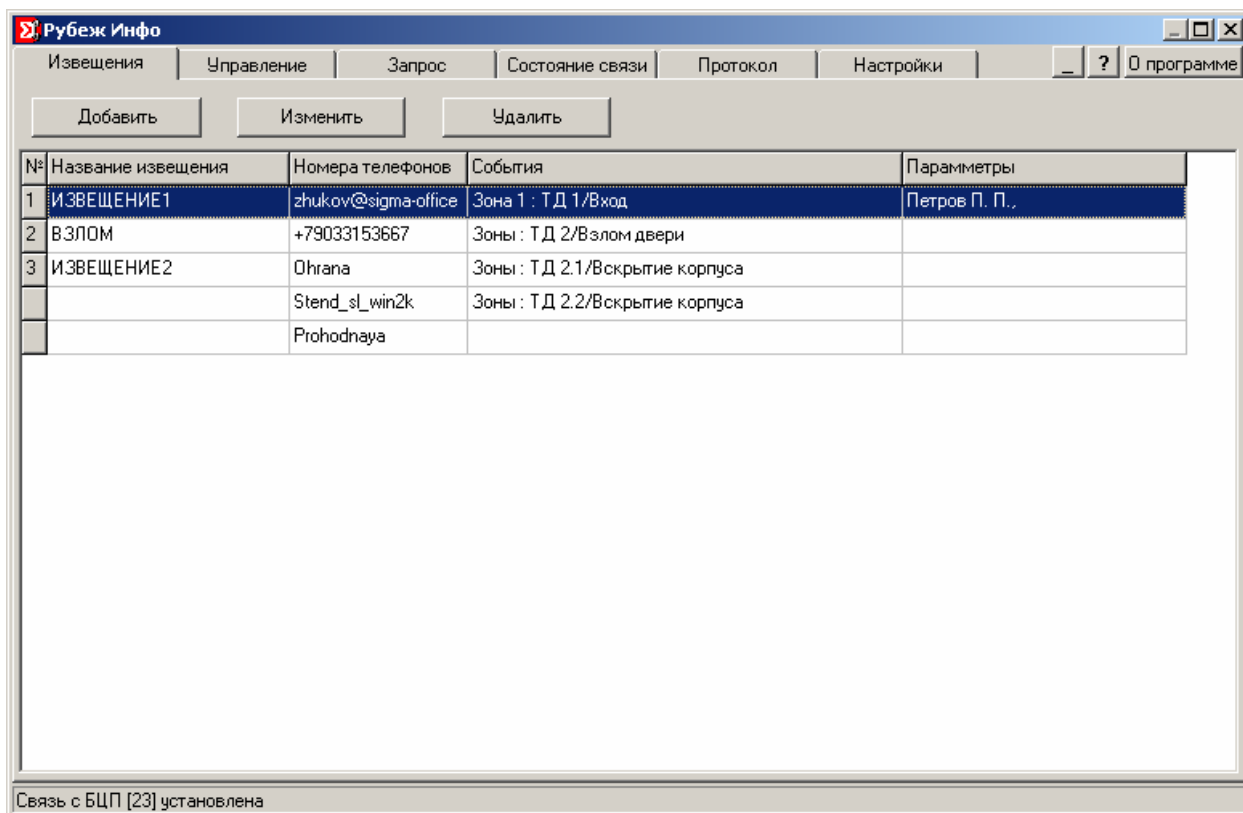 Рубеж Инфо
Извещения Управление Запрос Состояние связи Протокол Настройки _ ? О программе
Добавить Изменить Удалить
№ Название извещения Номера телефонов События Парамметры
1 ИЗВЕЩЕНИЕ1 zhukov@sigma-office Зона 1 : ТД 1/Вход Петров П. П.,
2 ВЗЛОМ +79033153667 Зоны : ТД 2/Взлом двери
3 ИЗВЕЩЕНИЕ2 Ohrana Зоны : ТД 2.1/Вскрытие корпуса
Stend_sl_win2k Зоны : ТД 2.2/Вскрытие корпуса
Prohodnaya
Связь с БЦП [23] установлена